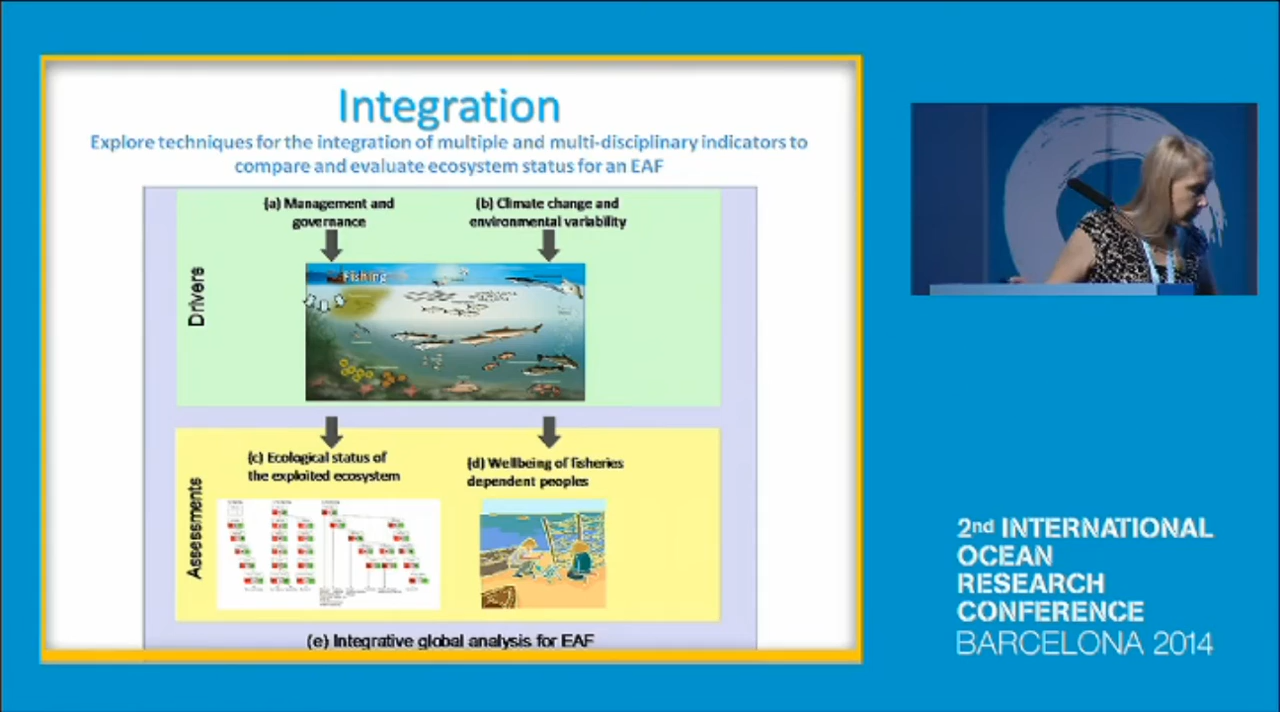 Integration
Explore techniques for the integration of multiple and multi-disciplinary indicators to
compare and evaluate ecosystem status for an EAF
(a) Management and
governance
(b) Climate change and
environmental variability
Drivers
Fishing
(c) Ecological status of
the exploited ecosystem
(d) Wellbeing of fisheries
dependent peoples
Assessments
(e) Integrative global analysis for EAF
2nd INTERNATIONAL
OCEAN
RESEARCH
CONFERENCE
BARCELONA 2014